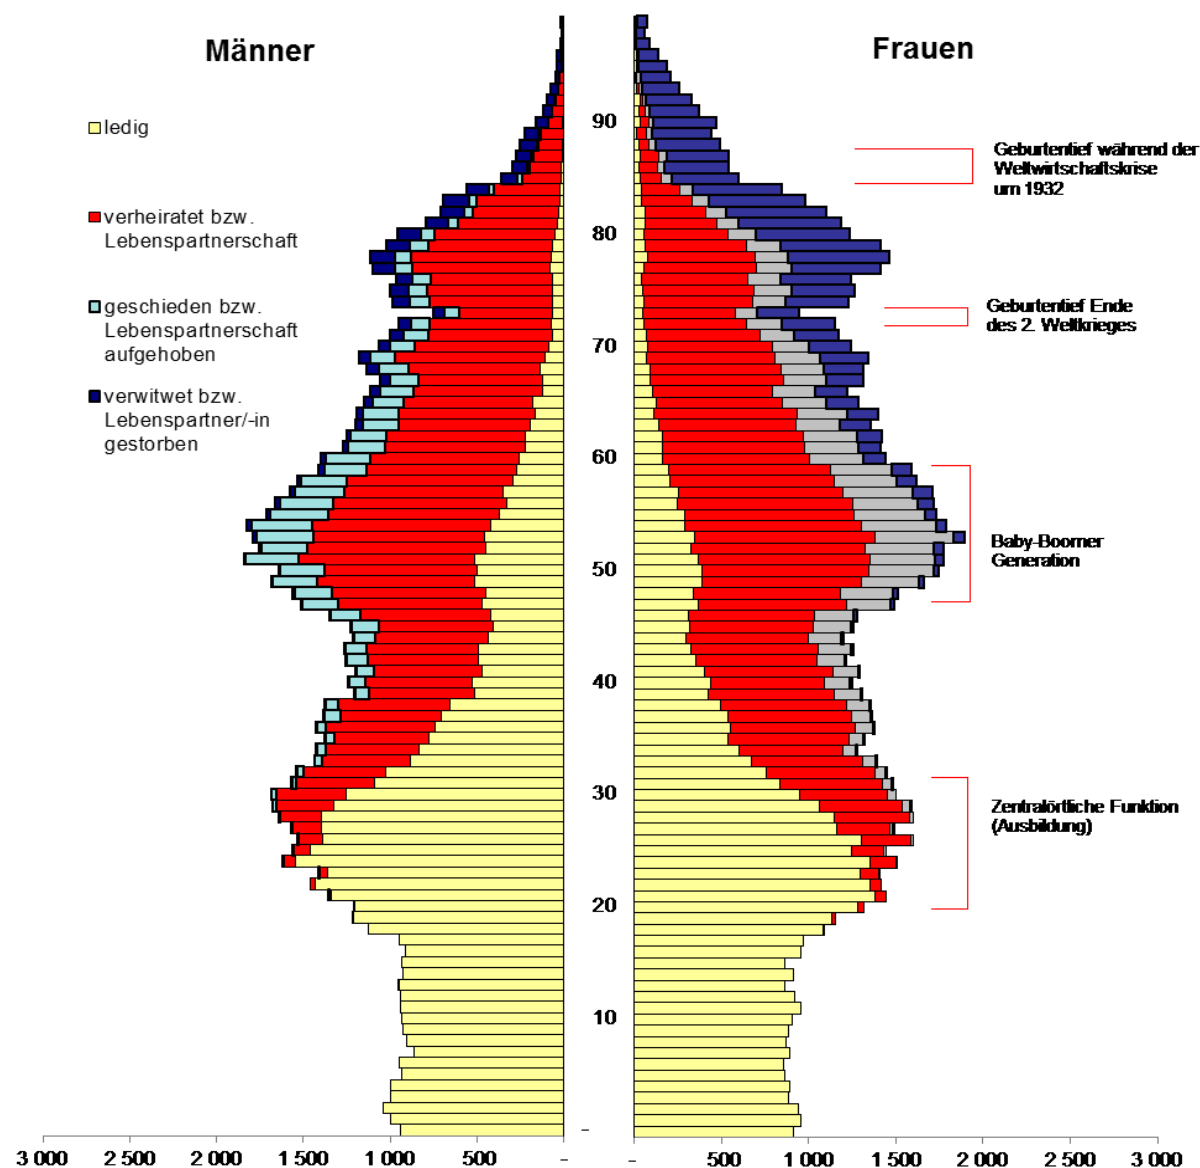 Männer
Frauen
ledig
verheiratet bzw.
Lebenspartnerschaft
geschieden bzw.
Lebenspartnerschaft
aufgehoben
verwitwet bzw.
Lebenspartner/-in
gestorben
90
80
70
60
50
40
30
20
10
–
Geburtentief während der
Weltwirtschaftskrise
um 1932
Geburtentief Ende
des 2. Weltkrieges
Baby-Boomer
Generation
Zentralörtliche Funktion
(Ausbildung)
3 000 2 500 2 000 1 500 1 000 500 –
– 500 1 000 1 500 2 000 2 500 3 000